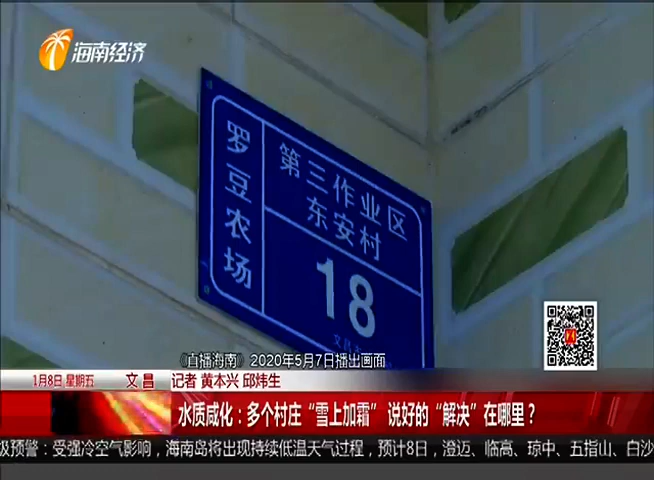 海南经济
罗豆农场
第三作业区
东安村
18
文昌
《直播海南》2020年5月7日播出画面
1月8日 星期五 文昌 记者 黄本兴 邱炜生
水质咸化：多个村庄“雪上加霜” 说好的“解决”在哪里？
级预警：受强冷空气影响，海南岛将出现持续低温天气过程，预计8日，澄迈、临高、琼中、五指山、白沙